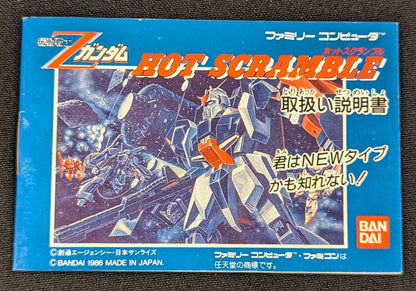 ファミリー コンピュータ
機動戦士
Zガンダム
HOT SCRAMBLE
ホットスクランブル
とりあつか せつめいしょ
取扱い説明書
君はNEWタイプ
かも知れない!
©創通エージェンシー・日本サンライズ
©BANDAI 1986 MADE IN JAPAN.
ファミリー コンピュータ・ファミコンは
任天堂の商標です。
BAN
DAI